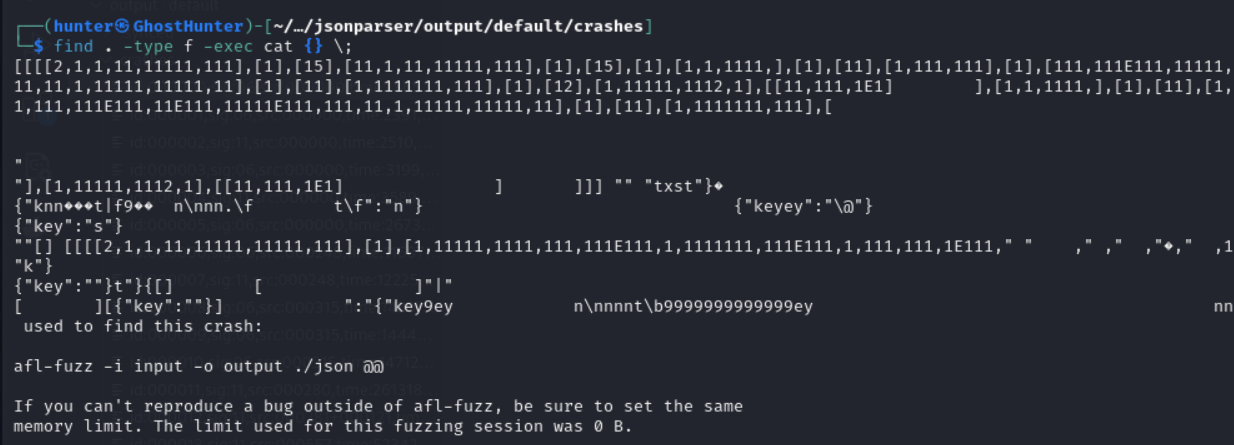 ┌──(hunter㉿GhostHunter)-[~/…/jsonparser/output/default/crashes]
└─$ find . -type f -exec cat {} \;
[[[[2,1,1,11,11111,111],[1],[15],[11,1,11,11111,111],[1],[15],[1],[1,1,1111,],[1],[11],[1,111,111],[1],[111,111E111,11111,
11,11,1,11111,11111,11],[1],[11],[1,1111111,111],[1],[12],[1,11111,1112,1],[[11,111,1E1]        ],[1,1,1111,],[1],[11],[1,
1,111,111E111,11E111,11111E111,111,11,1,11111,11111,11],[1],[11],[1,1111111,111],[
"
"],[1,11111,1112,1],[[11,111,1E1]               ]       ]]] "" "txst"}�
{"knn���t|f9��  n\nnn.\f        t\f":"n"}                               {"keyey":"\@"}
{"key":"s"}
""[] [[[[2,1,1,11,11111,11111,111],[1],[1,11111,1111,111,111E111,1,1111111,111E111,1,111,111,1E111," "    ," ,"  ,"�,"  ,1
"k"}
{"key":""}t"}{[]        [               ]"|"
[       ][{"key":""}]            ":"{"key9ey            n\nnnnt\b9999999999999ey                                        nn
 used to find this crash:
afl-fuzz -i input -o output ./json @@
If you can't reproduce a bug outside of afl-fuzz, be sure to set the same
memory limit. The limit used for this fuzzing session was 0 B.